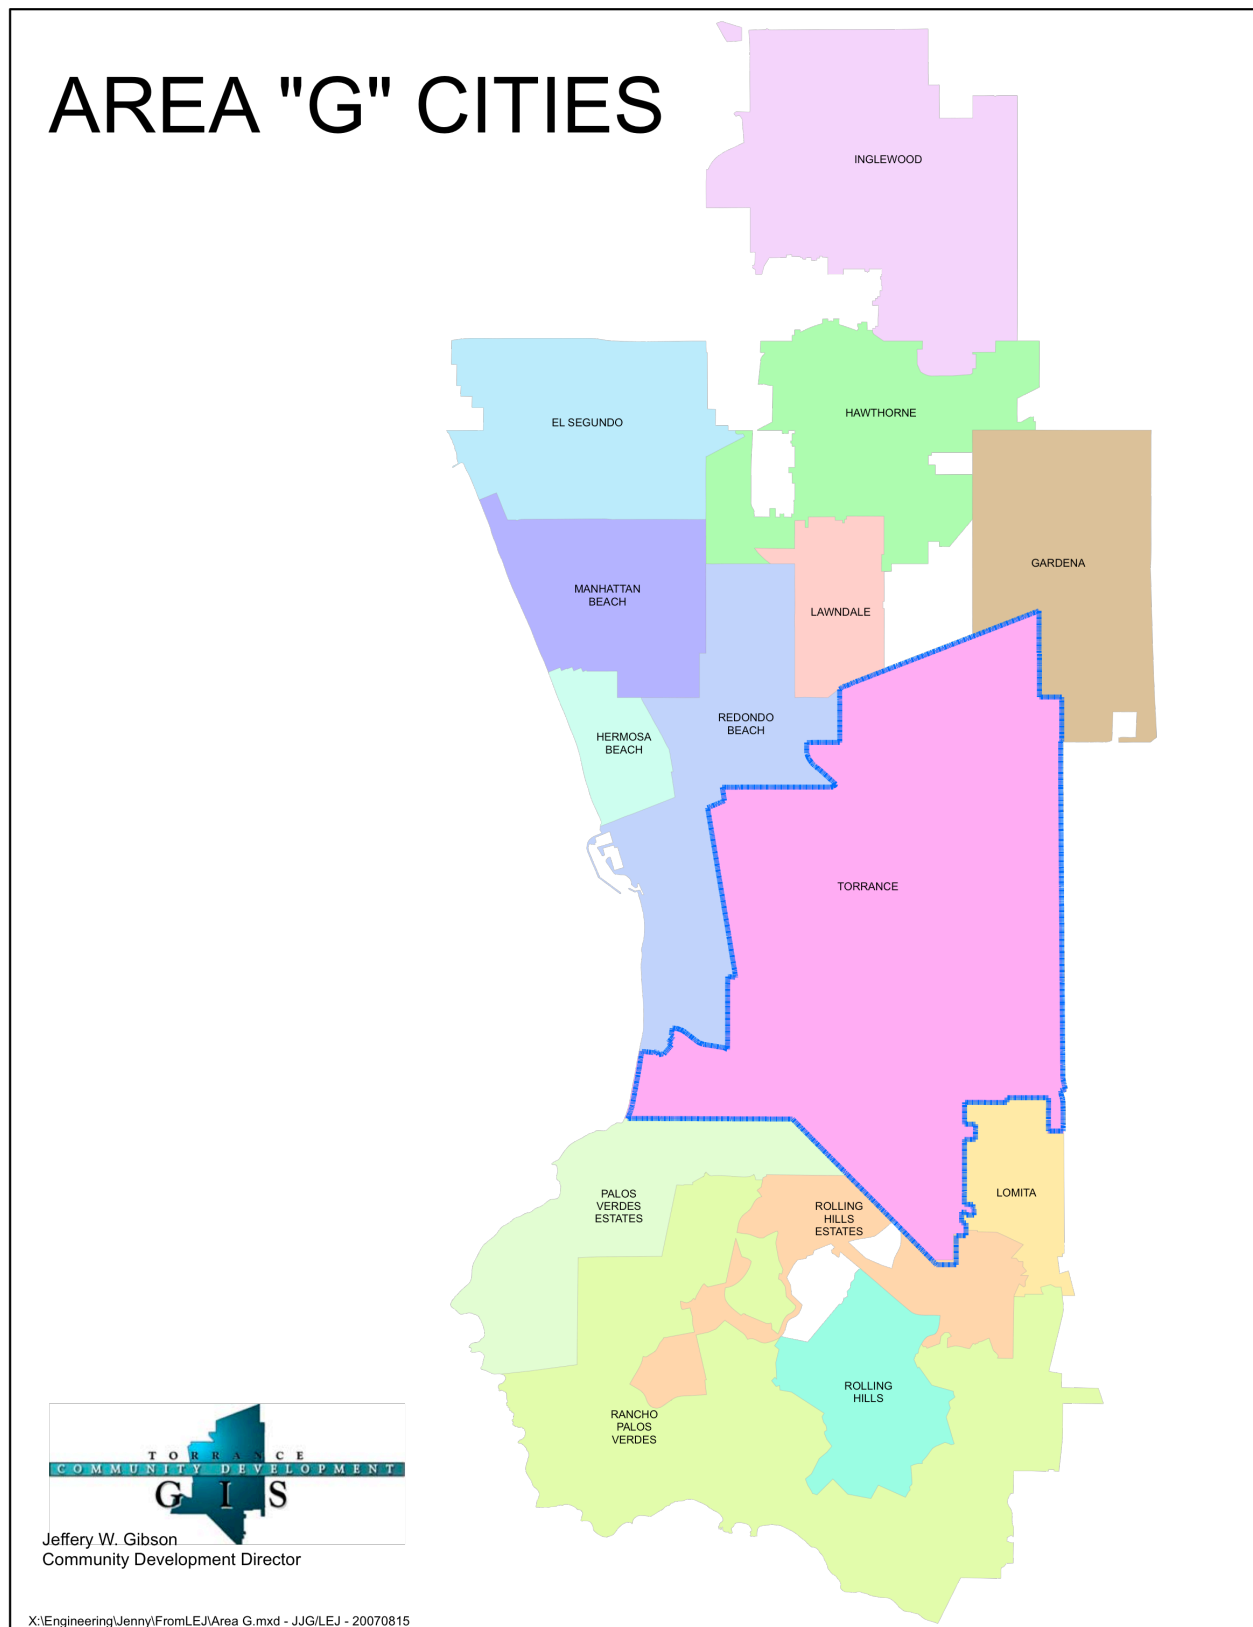 AREA "G" CITIES
INGLEWOOD
HAWTHORNE
EL SEGUNDO
GARDENA
MANHATTAN
BEACH
LAWNDALE
REDONDO
BEACH
HERMOSA
BEACH
TORRANCE
LOMITA
PALOS
VERDES
ESTATES
ROLLING
HILLS
ESTATES
ROLLING
HILLS
RANCHO
PALOS
VERDES
TORRANCE
COMMUNITY DEVELOPMENT
GIS
Jeffery W. Gibson
Community Development Director
X:\Engineering\Jenny\FromLEJ\Area G.mxd - JJG/LEJ - 20070815